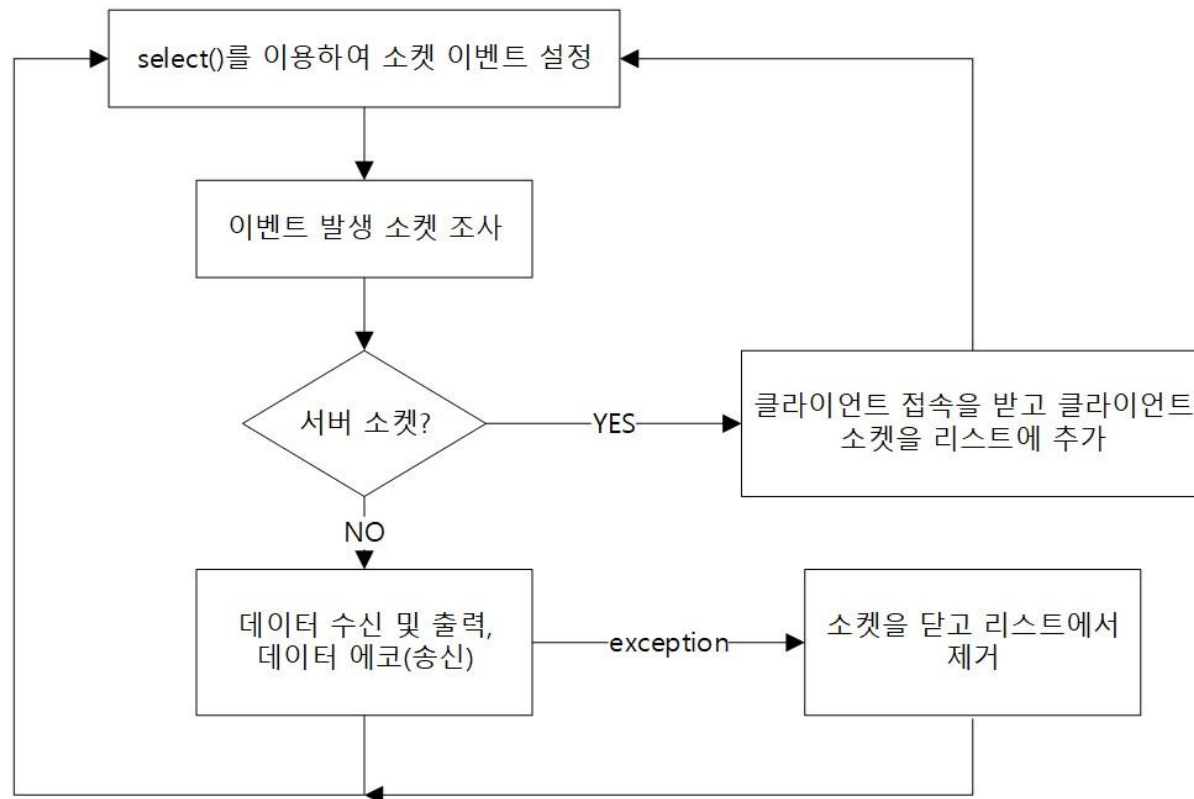 select()를 이용하여 소켓 이벤트 설정
이벤트 발생 소켓 조사
서버 소켓?
YES
클라이언트 접속을 받고 클라이언트
소켓을 리스트에 추가
NO
데이터 수신 및 출력,
데이터 에코(송신)
exception
소켓을 닫고 리스트에서
제거